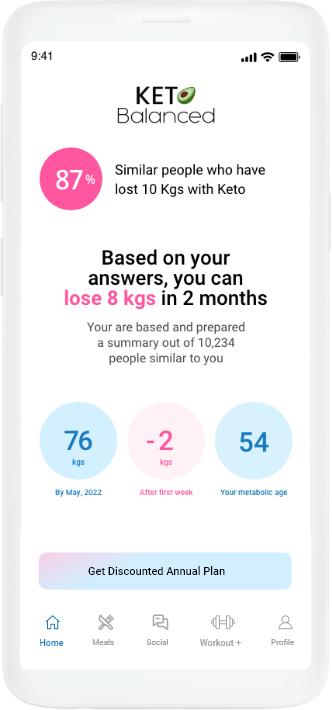 9:41
KETO
Balanced
87%
Similar people who have
lost 10 Kgs with Keto
Based on your
answers, you can
lose 8 kgs in 2 months
Your are based and prepared
a summary out of 10,234
people similar to you
76
kgs
By May, 2022
-2
kgs
After first week
54
Your metabolic age
Get Discounted Annual Plan
Home
Meals
Social
Workout +
Profile